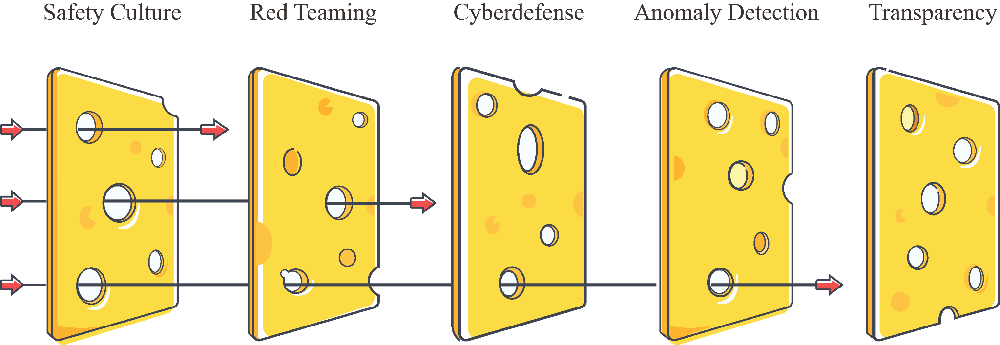 Safety Culture Red Teaming Cyberdefense Anomaly Detection Transparency